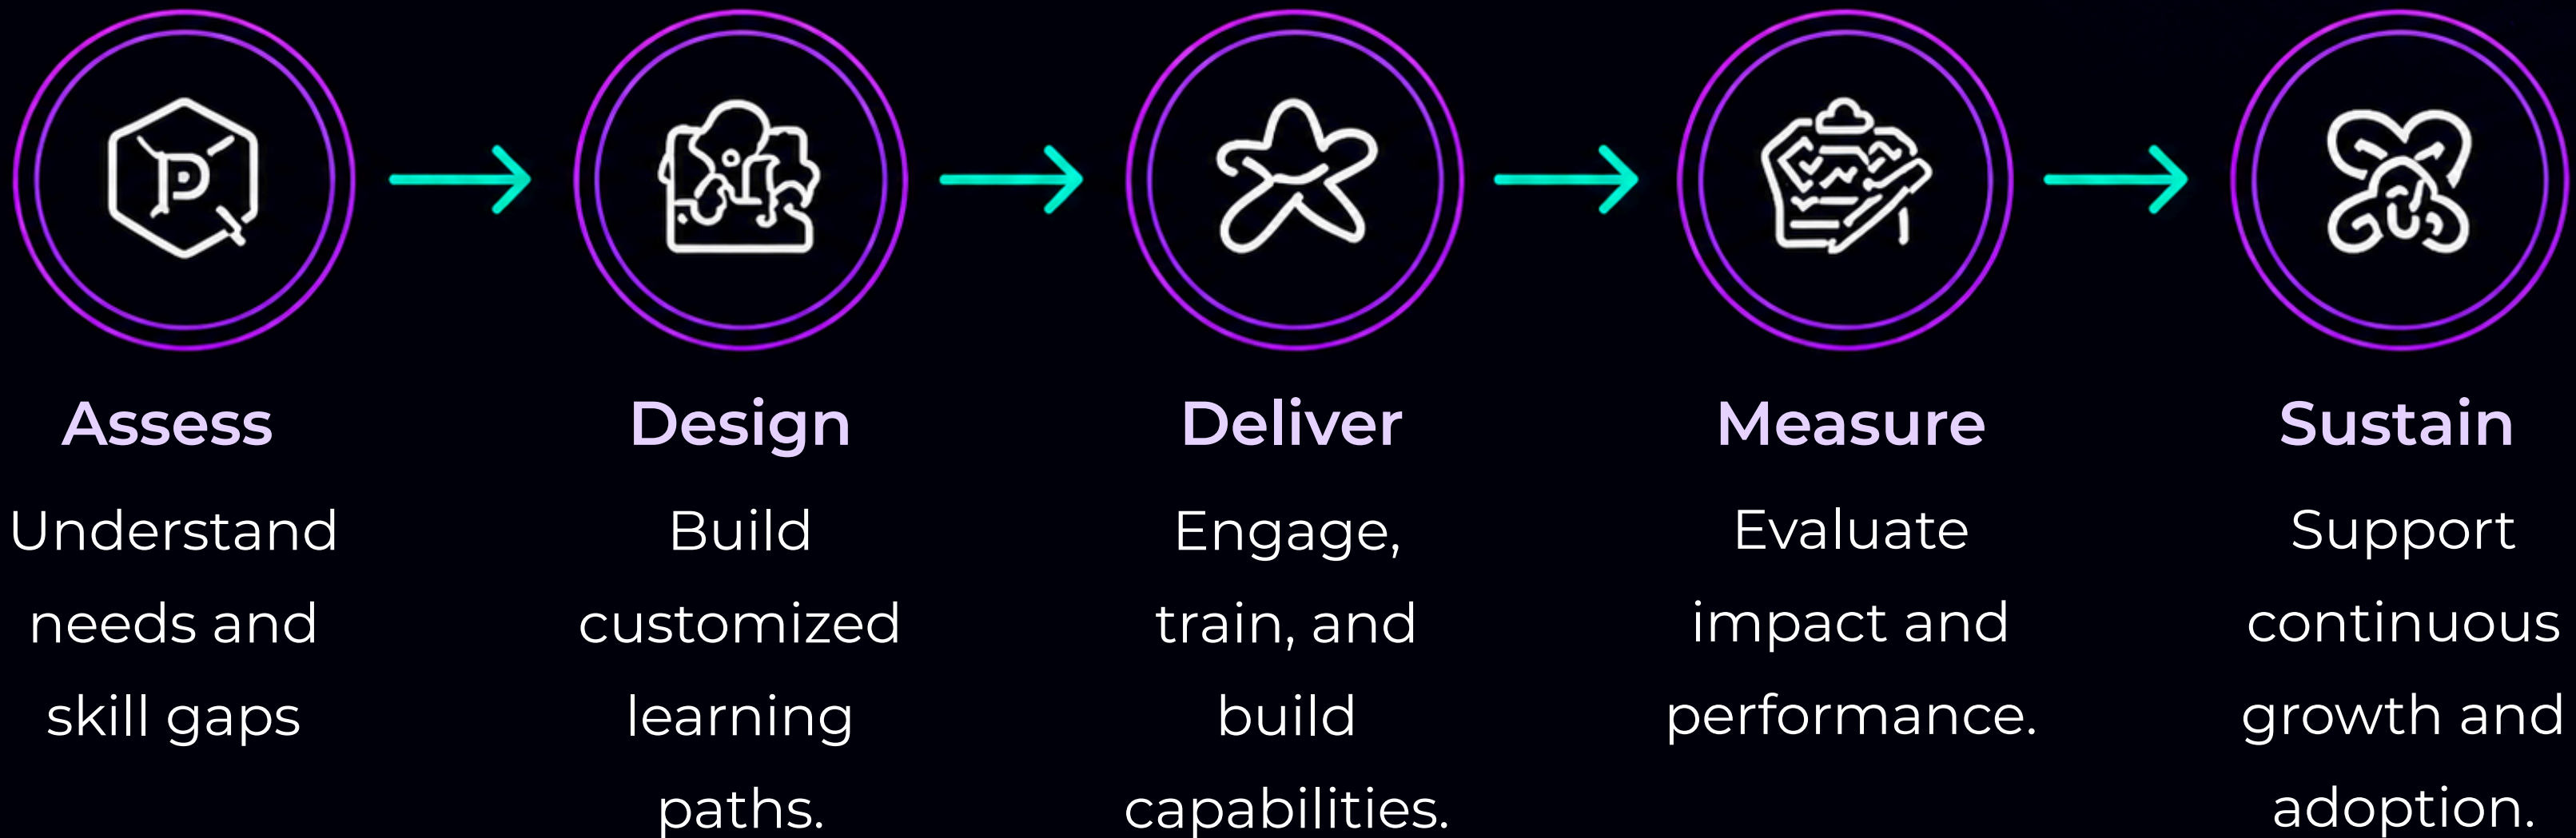 Assess
Understand
needs and
skill gaps
Design
Build
customized
learning
paths.
Deliver
Engage,
train, and
build
capabilities.
Measure
Evaluate
impact and
performance.
Sustain
Support
continuous
growth and
adoption.